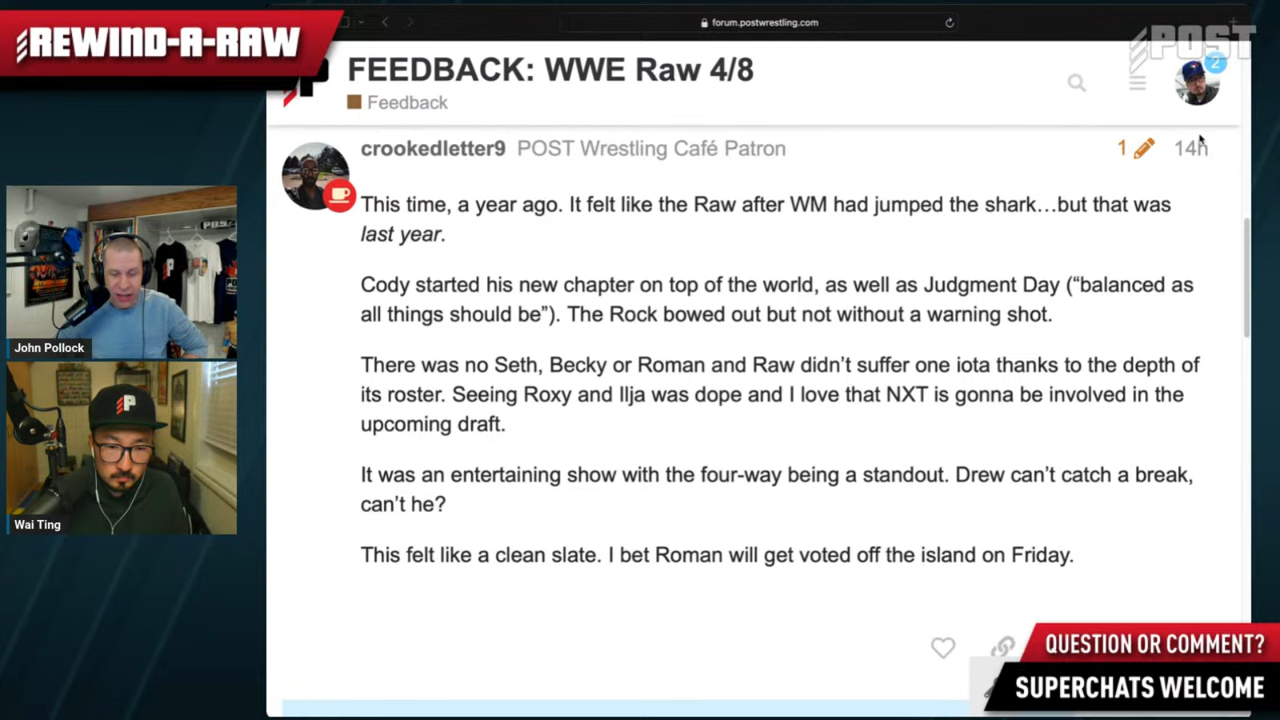 REWIND-A-RAW
forum.postwrestling.com
POST
FEEDBACK: WWE Raw 4/8
2
Feedback
crookedletter9 POST Wrestling Café Patron
1 14h
This time, a year ago. It felt like the Raw after WM had jumped the shark…but that was
last year.
Cody started his new chapter on top of the world, as well as Judgment Day (“balanced as
all things should be”). The Rock bowed out but not without a warning shot.
There was no Seth, Becky or Roman and Raw didn’t suffer one iota thanks to the depth of
its roster. Seeing Roxy and Ilja was dope and I love that NXT is gonna be involved in the
upcoming draft.
It was an entertaining show with the four-way being a standout. Drew can’t catch a break,
can’t he?
This felt like a clean slate. I bet Roman will get voted off the island on Friday.
John Pollock
Wai Ting
QUESTION OR COMMENT?
SUPERCHATS WELCOME